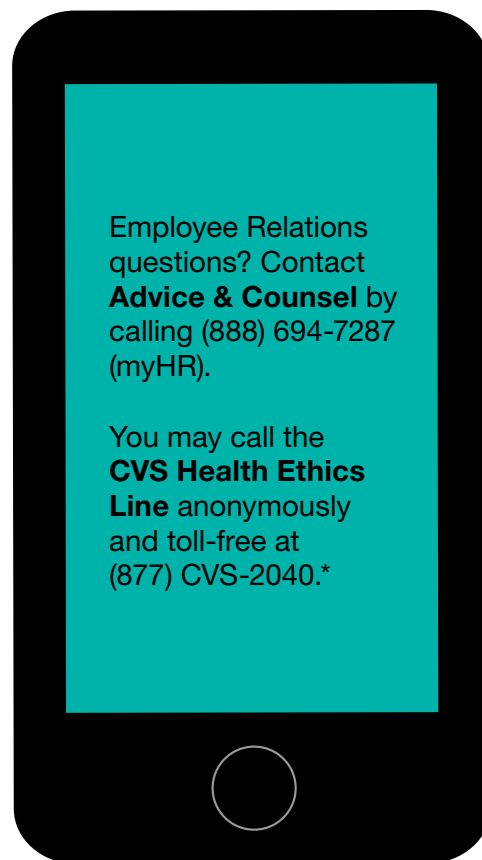 Employee Relations
questions? Contact
Advice & Counsel by
calling (888) 694-7287
(myHR).
You may call the
CVS Health Ethics
Line anonymously
and toll-free at
(877) CVS-2040.*